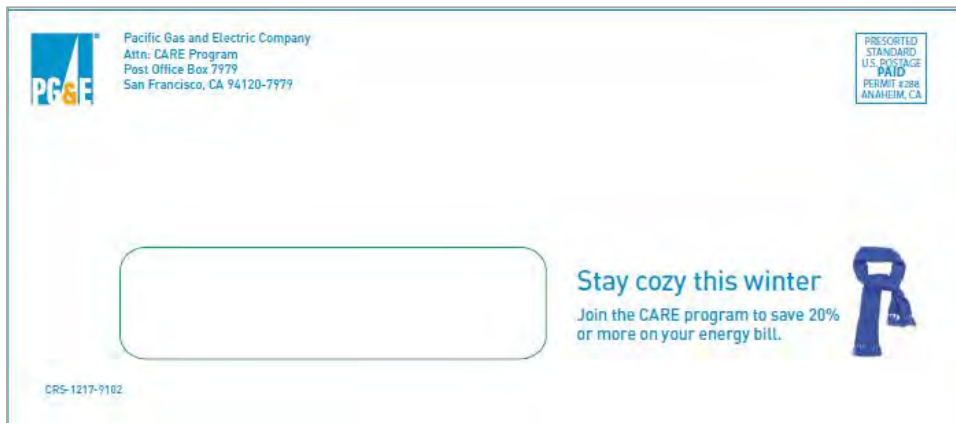 PG&E
Pacific Gas and Electric Company
Attn: CARE Program
Post Office Box 7979
San Francisco, CA 94120-7979
PRESORTED
STANDARD
U.S. POSTAGE
PAID
PERMIT #288
ANAHEIM, CA
Stay cozy this winter
Join the CARE program to save 20%
or more on your energy bill.
CRS-1217-9102